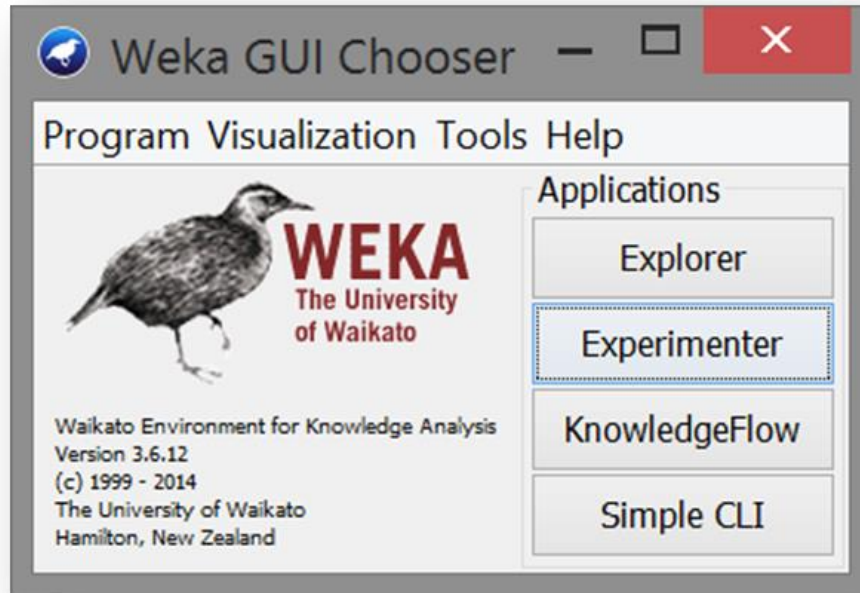 Weka GUI Chooser
Program Visualization Tools Help
WEKA
The University
of Waikato
Waikato Environment for Knowledge Analysis
Version 3.6.12
(c) 1999 - 2014
The University of Waikato
Hamilton, New Zealand
Applications
Explorer
Experimenter
KnowledgeFlow
Simple CLI